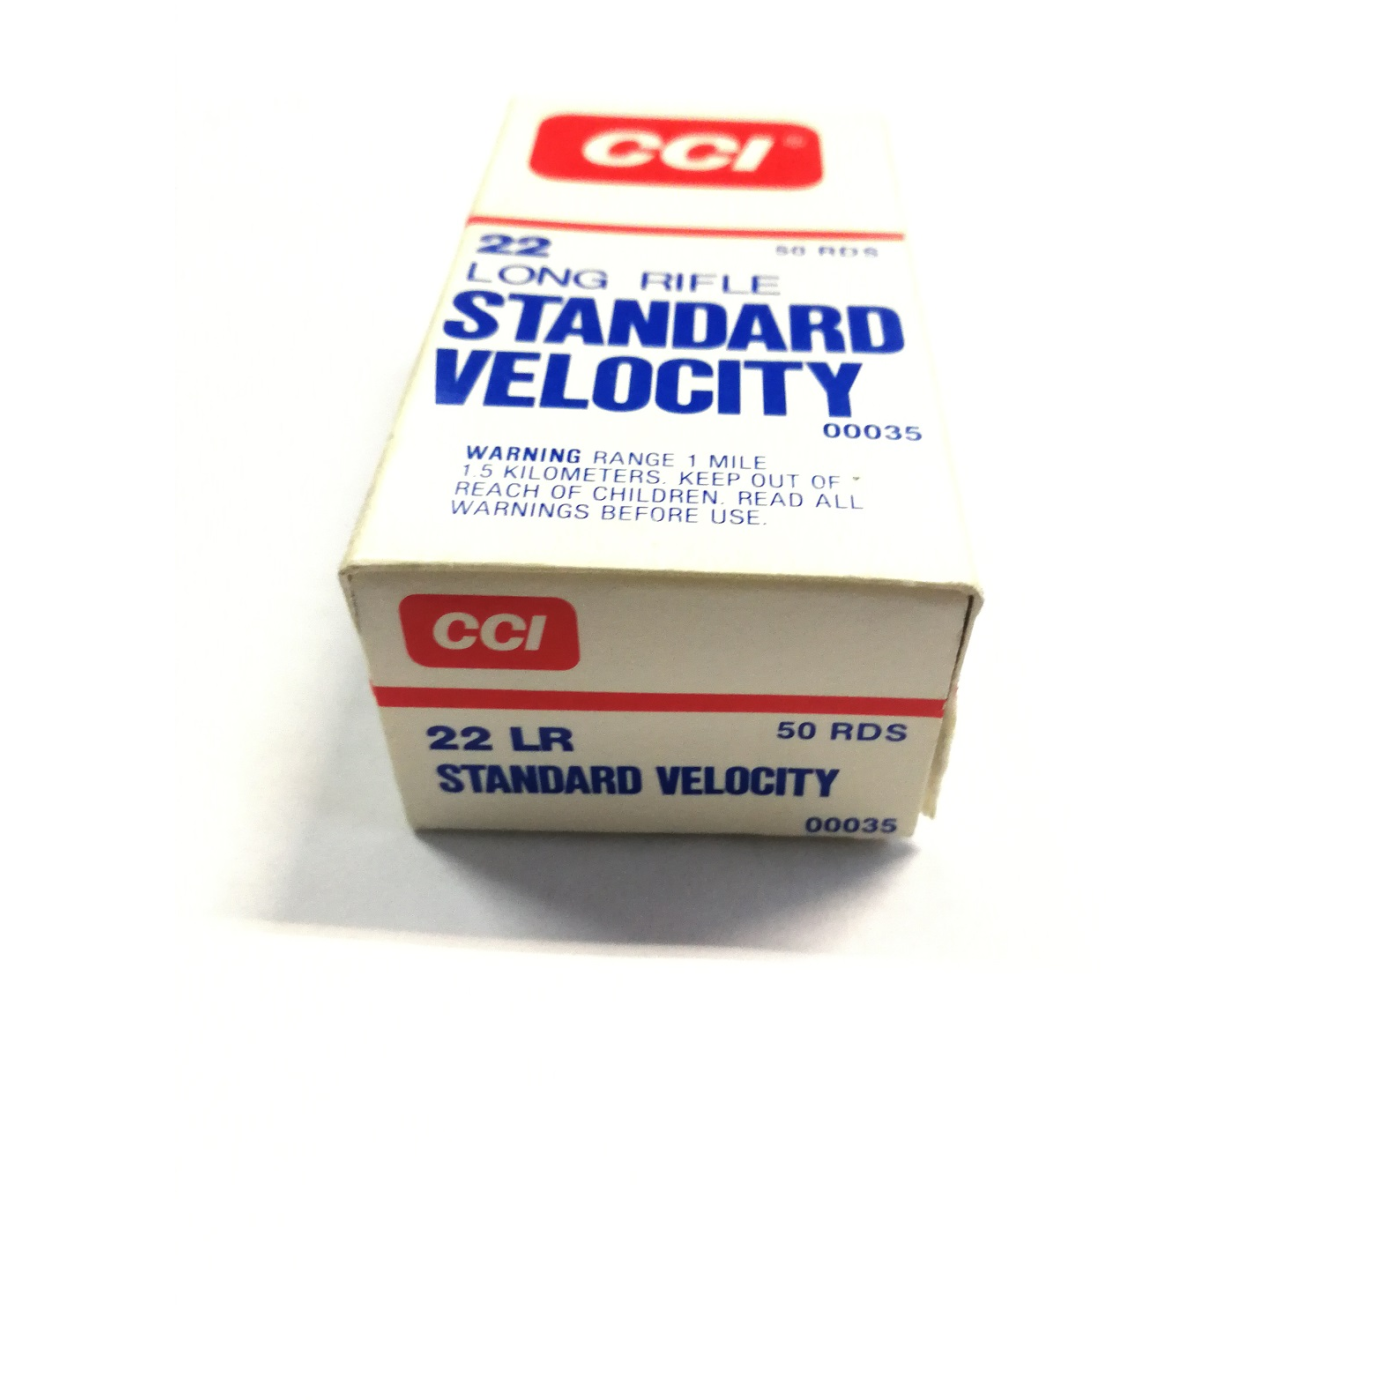 CCI®
22
50 RDS
LONG RIFLE
STANDARD
VELOCITY
00035
WARNING RANGE 1 MILE
1.5 KILOMETERS. KEEP OUT OF
REACH OF CHILDREN. READ ALL
WARNINGS BEFORE USE.
CCI
22 LR
50 RDS
STANDARD VELOCITY
00035